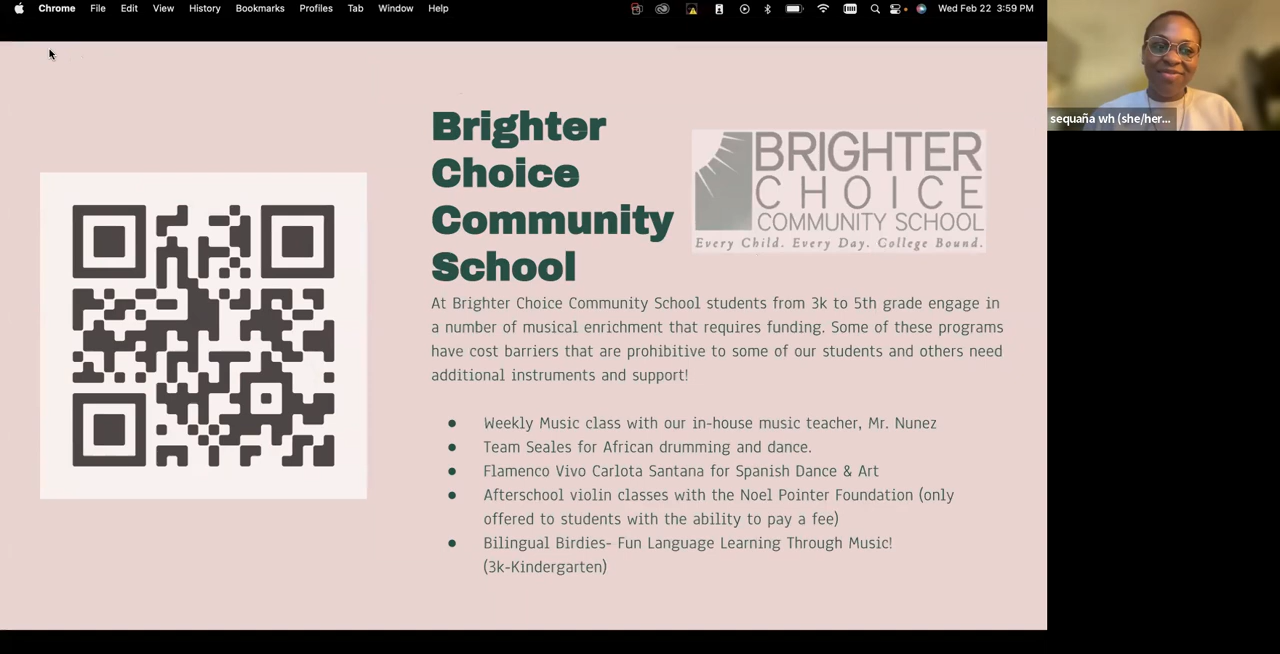 Chrome File Edit View History Bookmarks Profiles Tab Window Help Wed Feb 22 3:59 PM
sequaña wh (she/her...
Brighter
Choice
Community
School
BRIGHTER
CHOICE
COMMUNITY SCHOOL
Every Child. Every Day. College Bound.
At Brighter Choice Community School students from 3k to 5th grade engage in
a number of musical enrichment that requires funding. Some of these programs
have cost barriers that are prohibitive to some of our students and others need
additional instruments and support!
● Weekly Music class with our in-house music teacher, Mr. Nunez
● Team Seales for African drumming and dance.
● Flamenco Vivo Carlota Santana for Spanish Dance & Art
● Afterschool violin classes with the Noel Pointer Foundation (only
offered to students with the ability to pay a fee)
● Bilingual Birdies- Fun Language Learning Through Music!
(3k-Kindergarten)